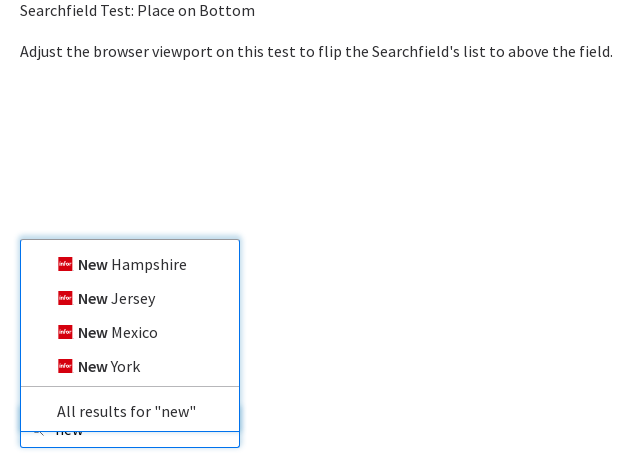 Searchfield Test: Place on Bottom
Adjust the browser viewport on this test to flip the Searchfield's list to above the field.
infor New Hampshire
infor New Jersey
infor New Mexico
infor New York
All results for "new"
new